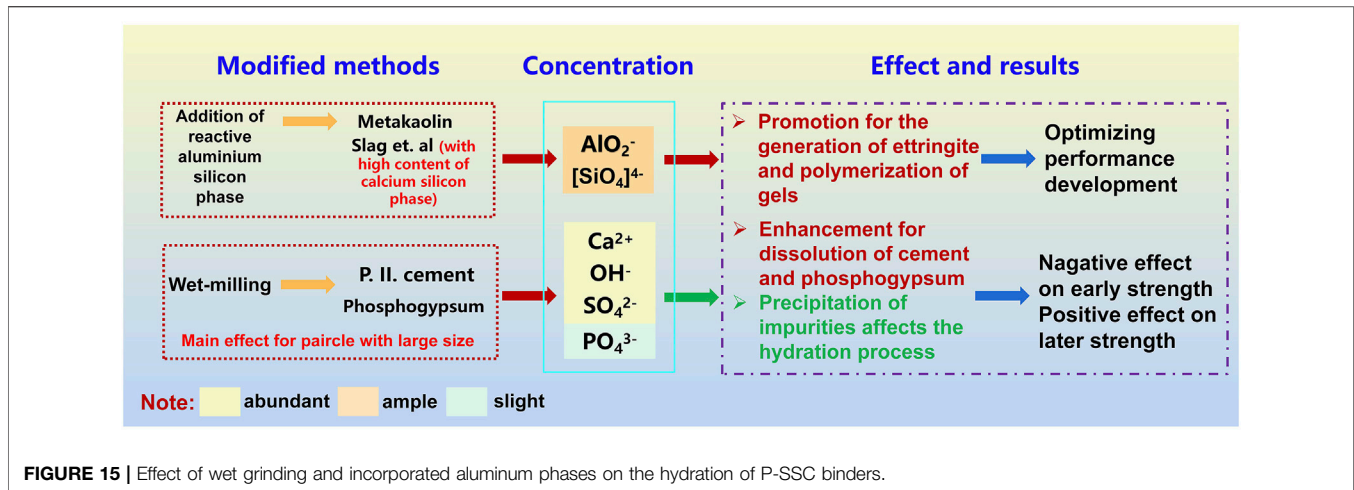 Modified methods
Concentration
Effect and results
Addition of
reactive
aluminium
silicon
phase
Metakaolin
Slag et. al (with
high content of
calcium silicon
phase)
AlO₂⁻
[SiO₄]⁴⁻
➢ Promotion for the
generation of ettringite
and polymerization of
gels
Optimizing
performance
development
Wet-milling
P. II. cement
Phosphogypsum
Main effect for paircle with large size
Ca²⁺
OH⁻
SO₄²⁻
PO₄³⁻
➢ Enhancement for
dissolution of cement
and phosphogypsum
➢ Precipitation of
impurities affects the
hydration process
Nagative effect
on early strength
Positive effect on
later strength
Note: abundant ample slight
FIGURE 15 | Effect of wet grinding and incorporated aluminum phases on the hydration of P-SSC binders.